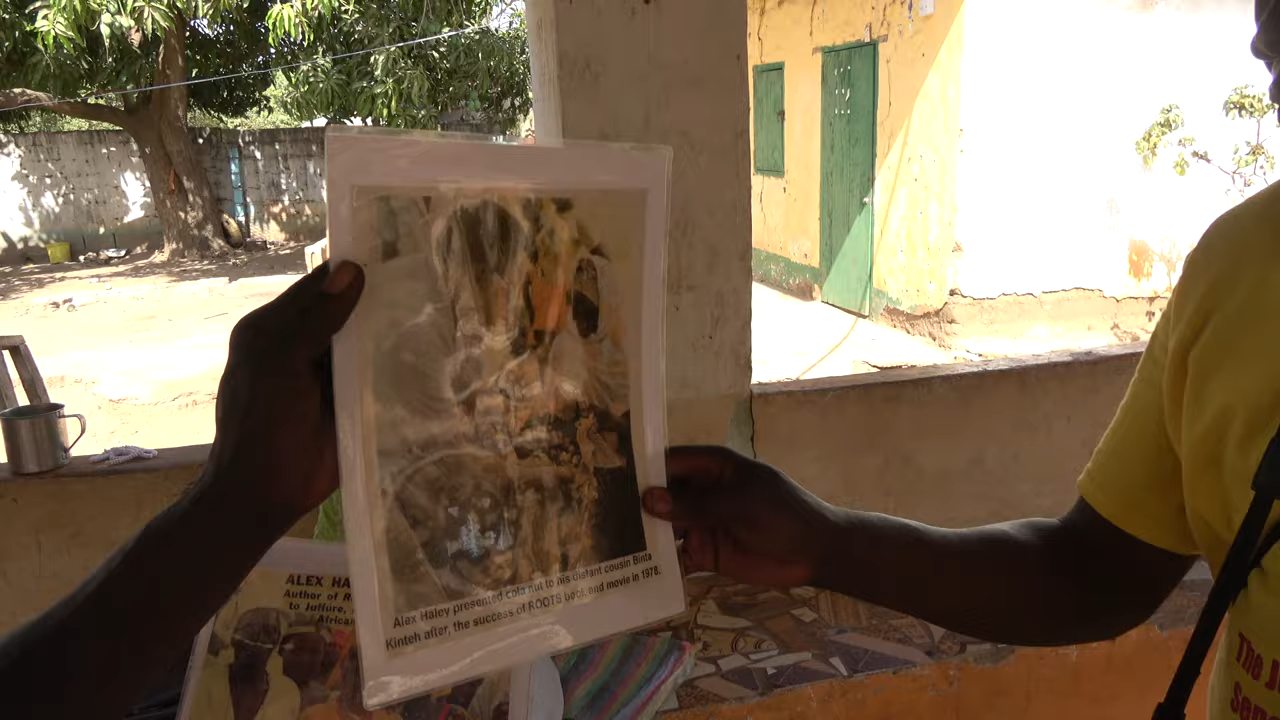 Alex Haley presented cola nut to his distant cousin Binta
Kinteh after, the success of ROOTS book and movie in 1978.
ALEX HA
Author of R
to Juffure,
African
The J
Sem